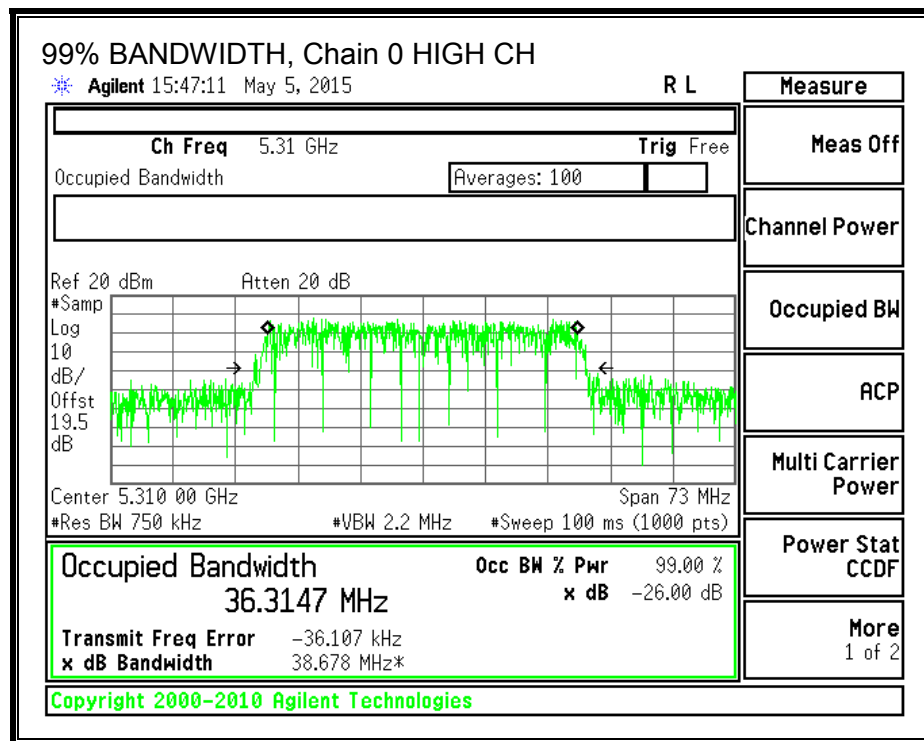 99% BANDWIDTH, Chain 0 HIGH CH
Agilent 15:47:11 May 5, 2015 R L
Measure
Ch Freq 5.31 GHz Trig Free
Meas Off
Occupied Bandwidth Averages: 100
Channel Power
Ref 20 dBm Atten 20 dB
#Samp
Log
10
dB/
Offst
19.5
dB
Occupied BW
ACP
Multi Carrier
Power
Center 5.310 00 GHz Span 73 MHz
#Res BW 750 kHz #VBW 2.2 MHz #Sweep 100 ms (1000 pts)
Power Stat
CCDF
Occupied Bandwidth Occ BW % Pwr 99.00 %
36.3147 MHz x dB -26.00 dB
Transmit Freq Error -36.107 kHz
x dB Bandwidth 38.678 MHz*
More
1 of 2
Copyright 2000-2010 Agilent Technologies